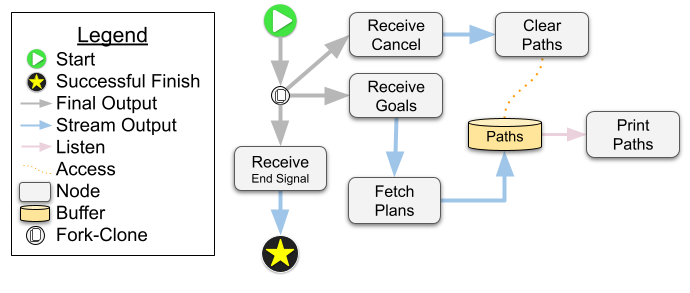 Legend
Start
Successful Finish
Final Output
Stream Output
Listen
Access
Node
Buffer
Fork-Clone
Receive
Cancel
Clear
Paths
Receive
Goals
Paths
Print
Paths
Receive
End Signal
Fetch
Plans